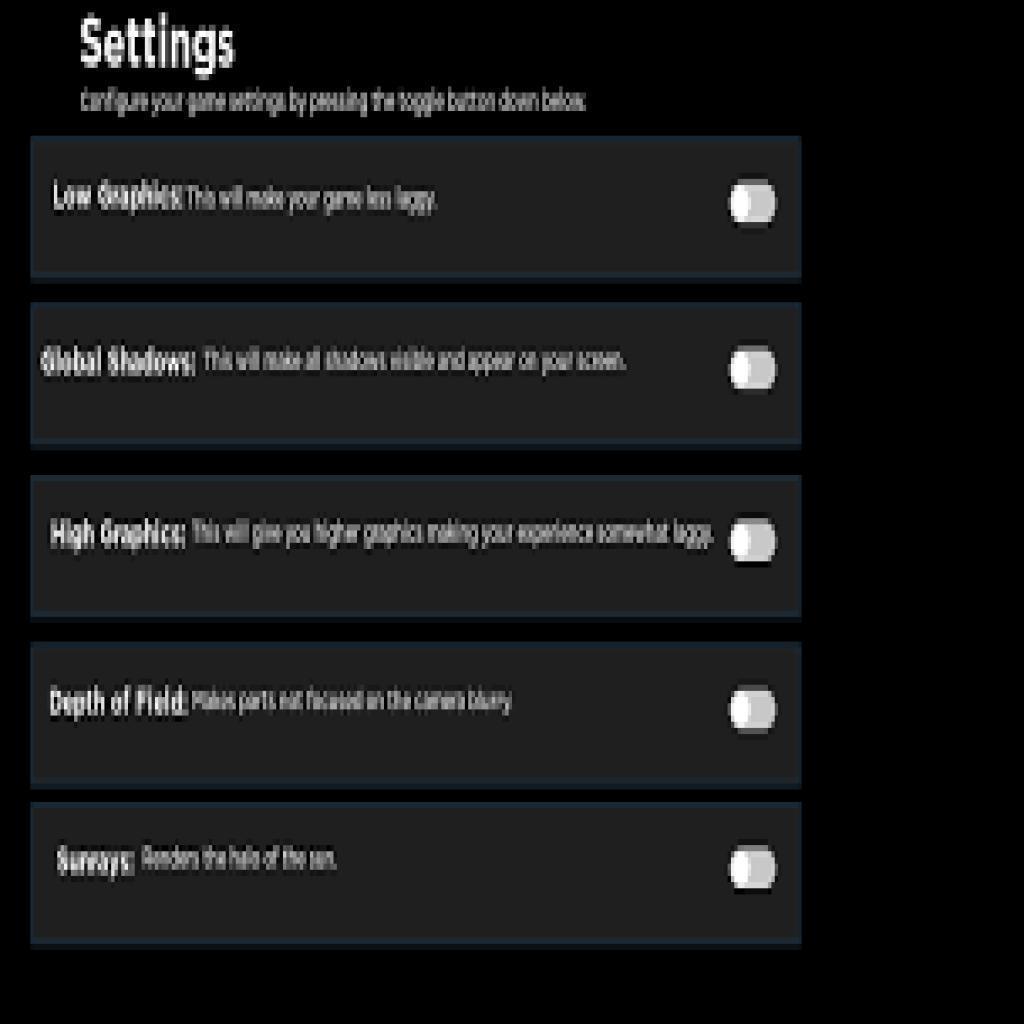 Settings
Configure your game settings by pressing the toggle button down below.
Low Graphics: This will make your game less laggy.
Global Shadows: This will make all shadows visible and appear on your screen.
High Graphics: This will give you higher graphics making your experience somewhat laggy.
Depth of Field: Makes parts not focused on the camera blurry
Sunrays: Renders the halo of the sun.